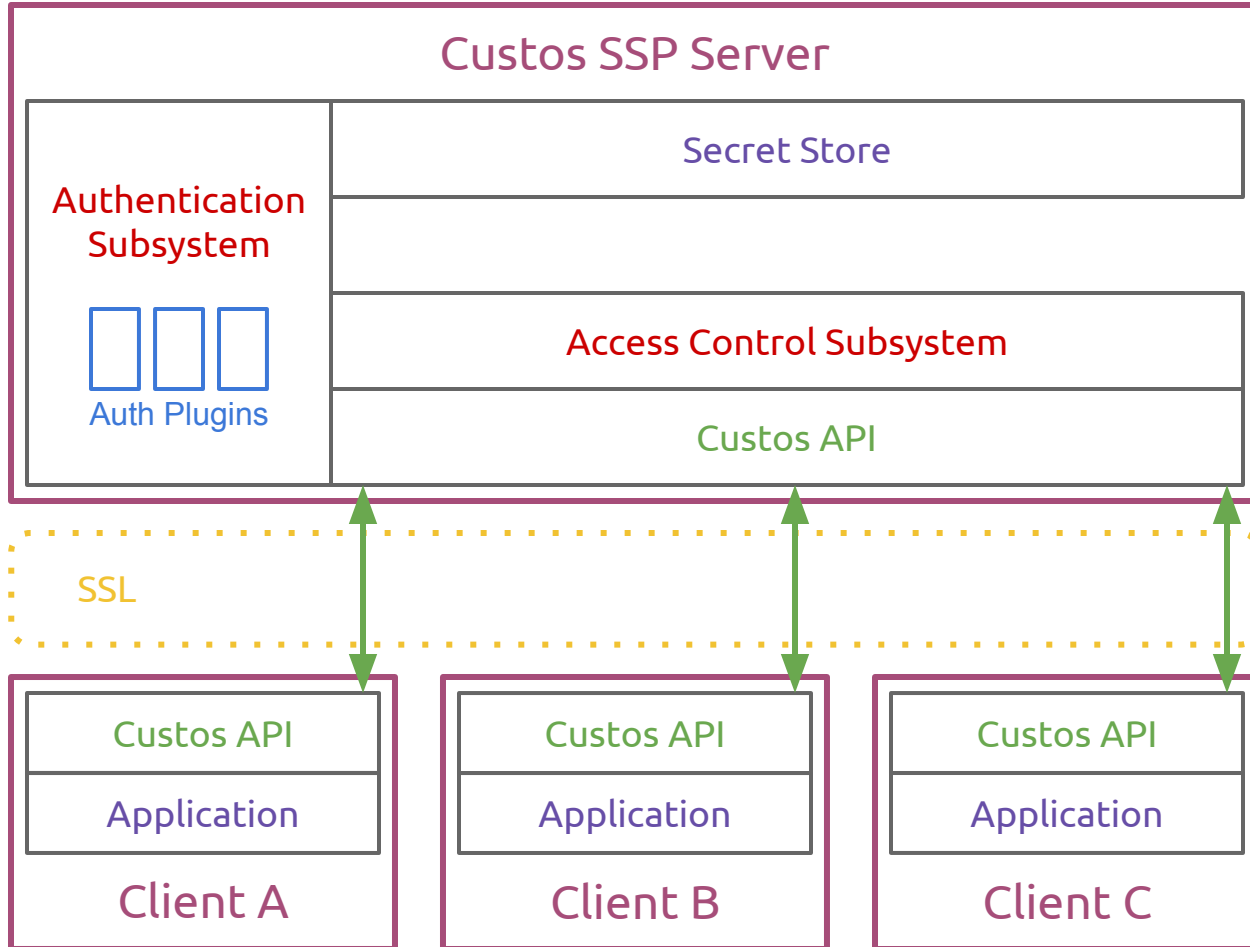 Custos SSP Server
Secret Store
Authentication
Subsystem
Access Control Subsystem
Auth Plugins
Custos API
SSL
Custos API
Application
Client A
Custos API
Application
Client B
Custos API
Application
Client C